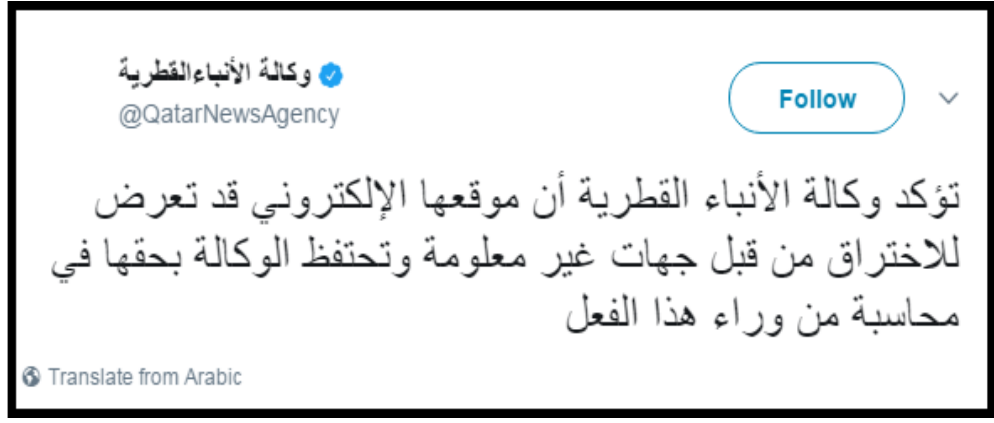 وكالة الأنباءالقطرية
@QatarNewsAgency
Follow
تؤكد وكالة الأنباء القطرية أن موقعها الإلكتروني قد تعرض
للاختراق من قبل جهات غير معلومة وتحتفظ الوكالة بحقها في
محاسبة من وراء هذا الفعل
Translate from Arabic